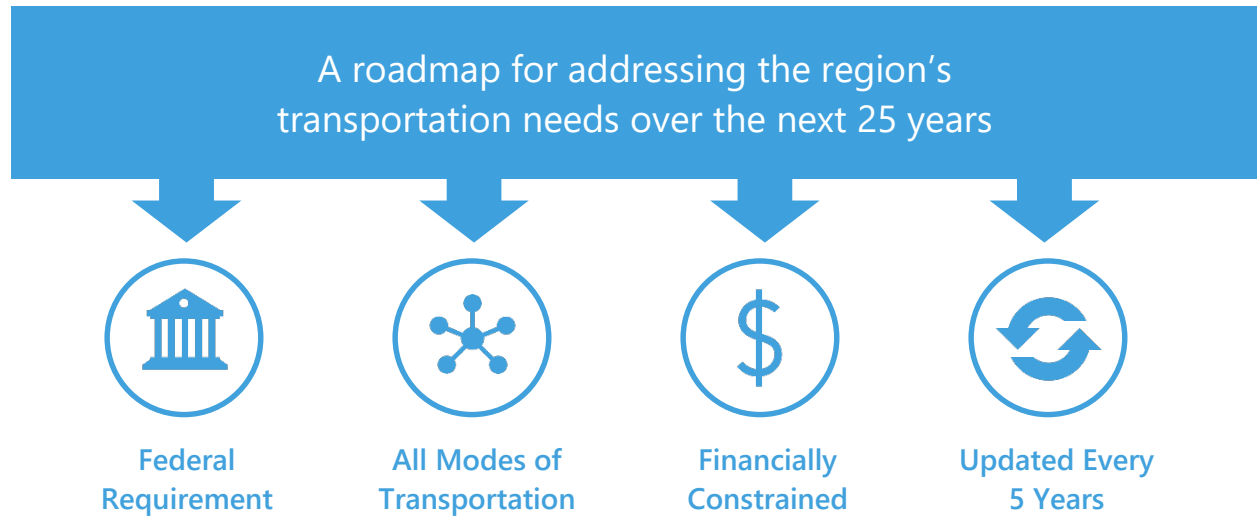 A roadmap for addressing the region’s
transportation needs over the next 25 years
Federal
Requirement
All Modes of
Transportation
Financially
Constrained
Updated Every
5 Years